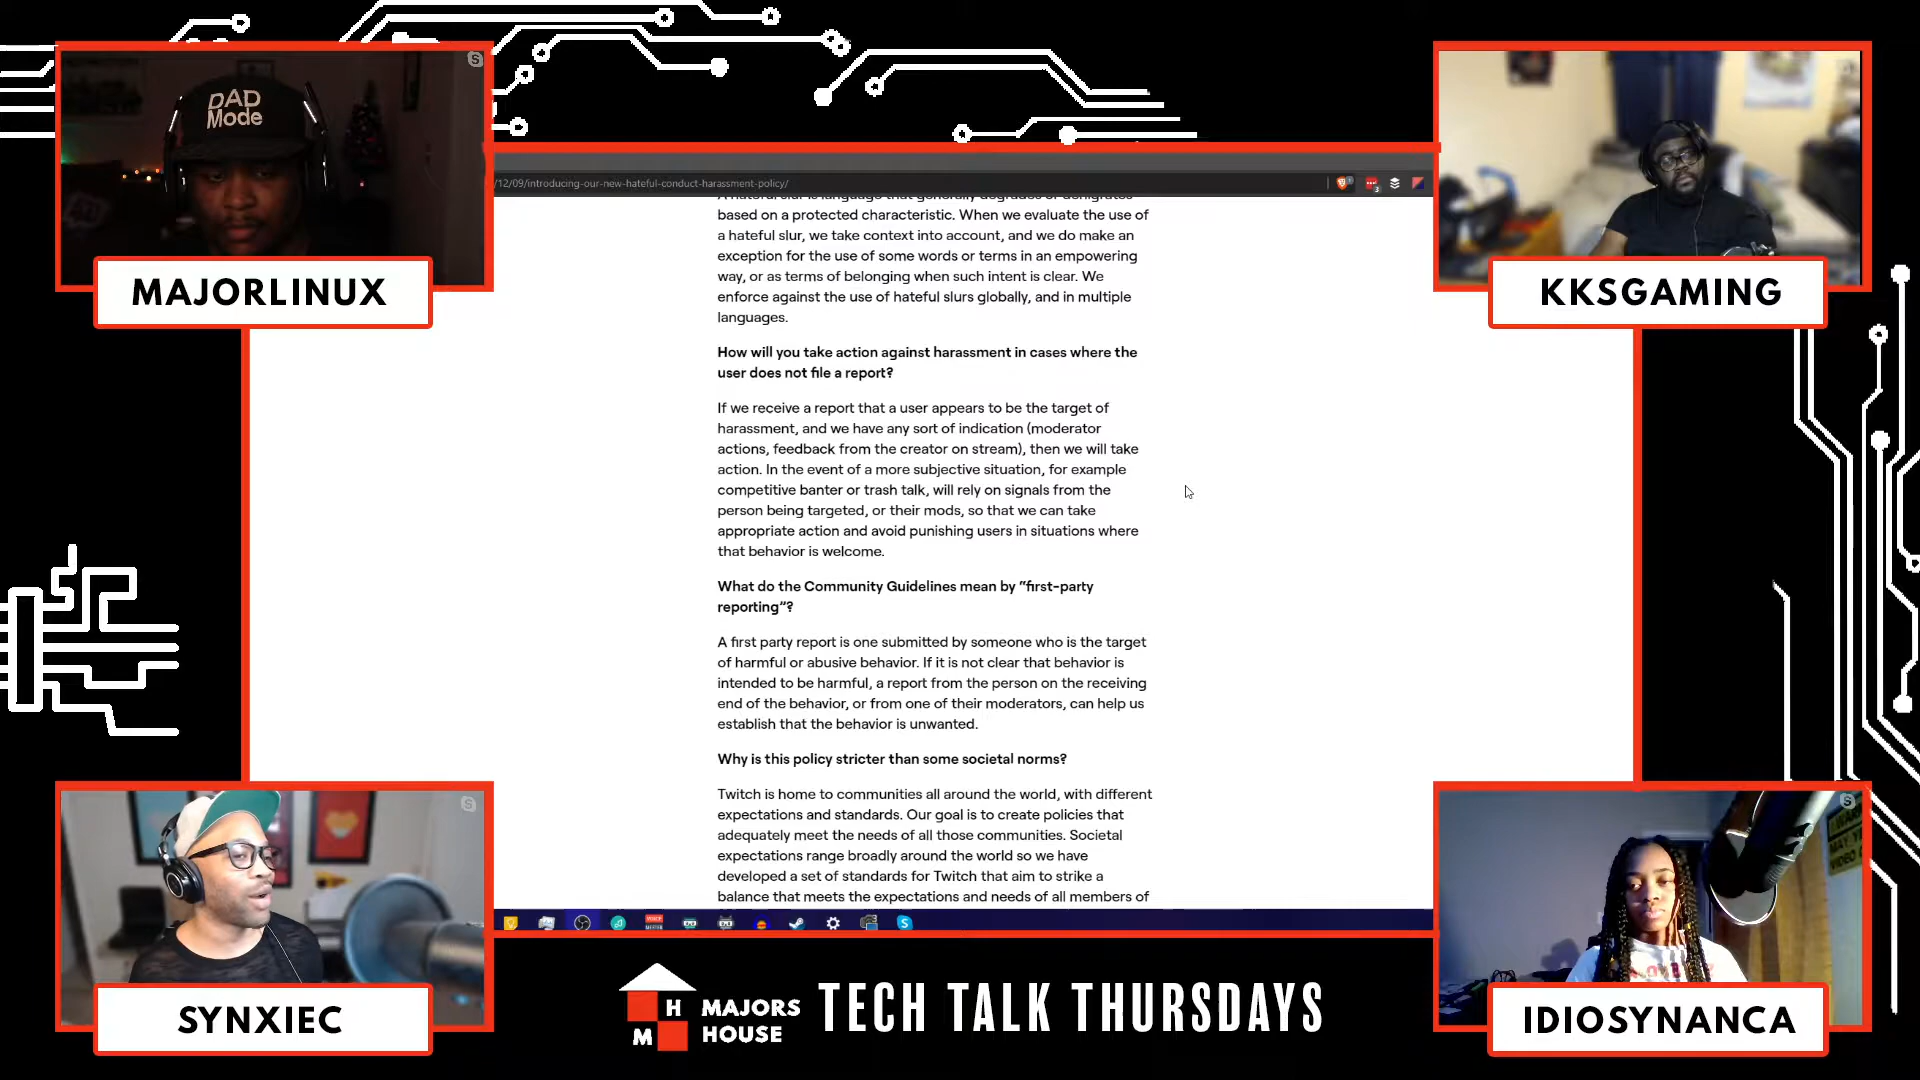 DAD
Mode
MAJORLINUX
KKSGAMING
/12/09/introducing-our-new-hateful-conduct-harassment-policy/
A hateful slur is language that generally degrades or denigrates
based on a protected characteristic. When we evaluate the use of
a hateful slur, we take context into account, and we do make an
exception for the use of some words or terms in an empowering
way, or as terms of belonging when such intent is clear. We
enforce against the use of hateful slurs globally, and in multiple
languages.
How will you take action against harassment in cases where the
user does not file a report?
If we receive a report that a user appears to be the target of
harassment, and we have any sort of indication (moderator
actions, feedback from the creator on stream), then we will take
action. In the event of a more subjective situation, for example
competitive banter or trash talk, will rely on signals from the
person being targeted, or their mods, so that we can take
appropriate action and avoid punishing users in situations where
that behavior is welcome.
What do the Community Guidelines mean by “first-party
reporting”?
A first party report is one submitted by someone who is the target
of harmful or abusive behavior. If it is not clear that behavior is
intended to be harmful, a report from the person on the receiving
end of the behavior, or from one of their moderators, can help us
establish that the behavior is unwanted.
Why is this policy stricter than some societal norms?
Twitch is home to communities all around the world, with different
expectations and standards. Our goal is to create policies that
adequately meet the needs of all those communities. Societal
expectations range broadly around the world so we have
developed a set of standards for Twitch that aim to strike a
balance that meets the expectations and needs of all members of
SYNXIEC
IDIOSYNANCA
H
M
MAJORS
HOUSE
TECH TALK THURSDAYS